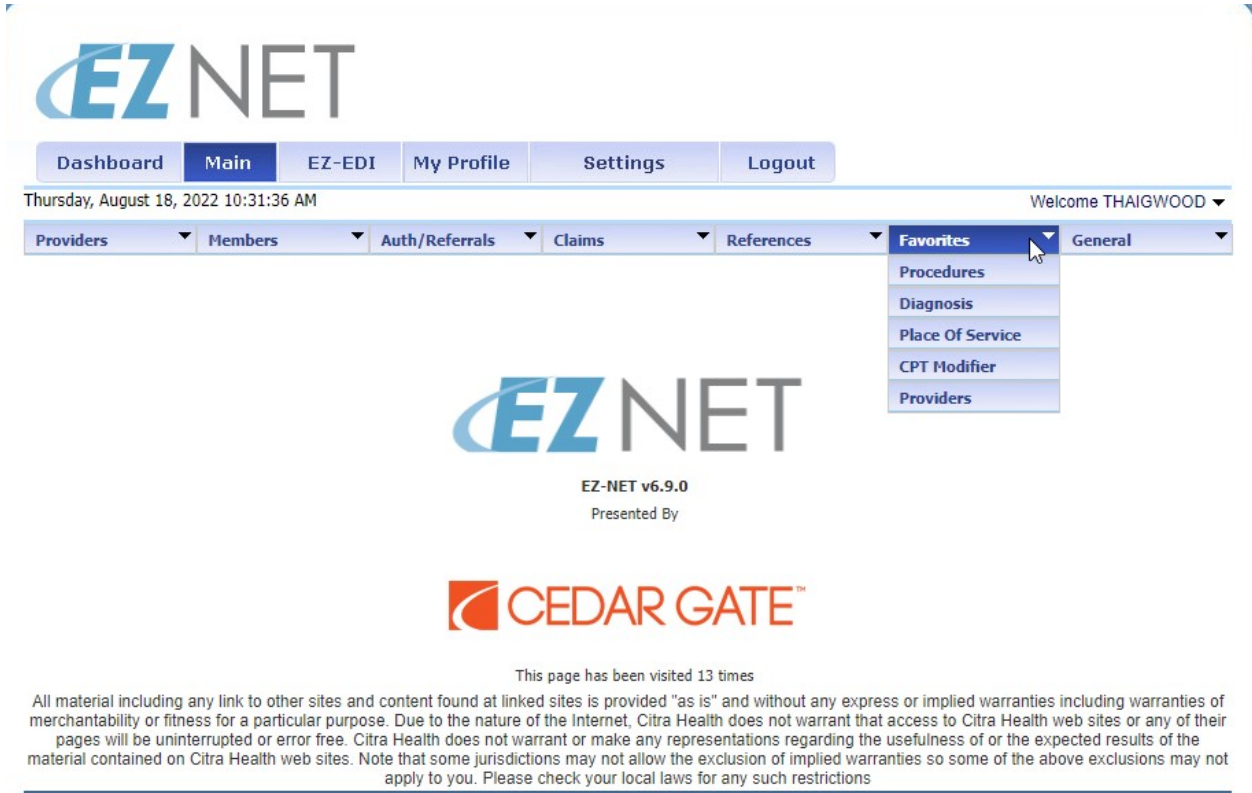 EZ NET
Dashboard Main EZ-EDI My Profile Settings Logout
Thursday, August 18, 2022 10:31:36 AM Welcome THAIGWOOD
Providers Members Auth/Referrals Claims References Favorites General
Procedures
Diagnosis
Place Of Service
CPT Modifier
Providers
EZ NET
EZ-NET v6.9.0
Presented By
CEDAR GATE™
This page has been visited 13 times
All material including any link to other sites and content found at linked sites is provided "as is" and without any express or implied warranties including warranties of
merchantability or fitness for a particular purpose. Due to the nature of the Internet, Citra Health does not warrant that access to Citra Health web sites or any of their
pages will be uninterrupted or error free. Citra Health does not warrant or make any representations regarding the usefulness of or the expected results of the
material contained on Citra Health web sites. Note that some jurisdictions may not allow the exclusion of implied warranties so some of the above exclusions may not
apply to you. Please check your local laws for any such restrictions